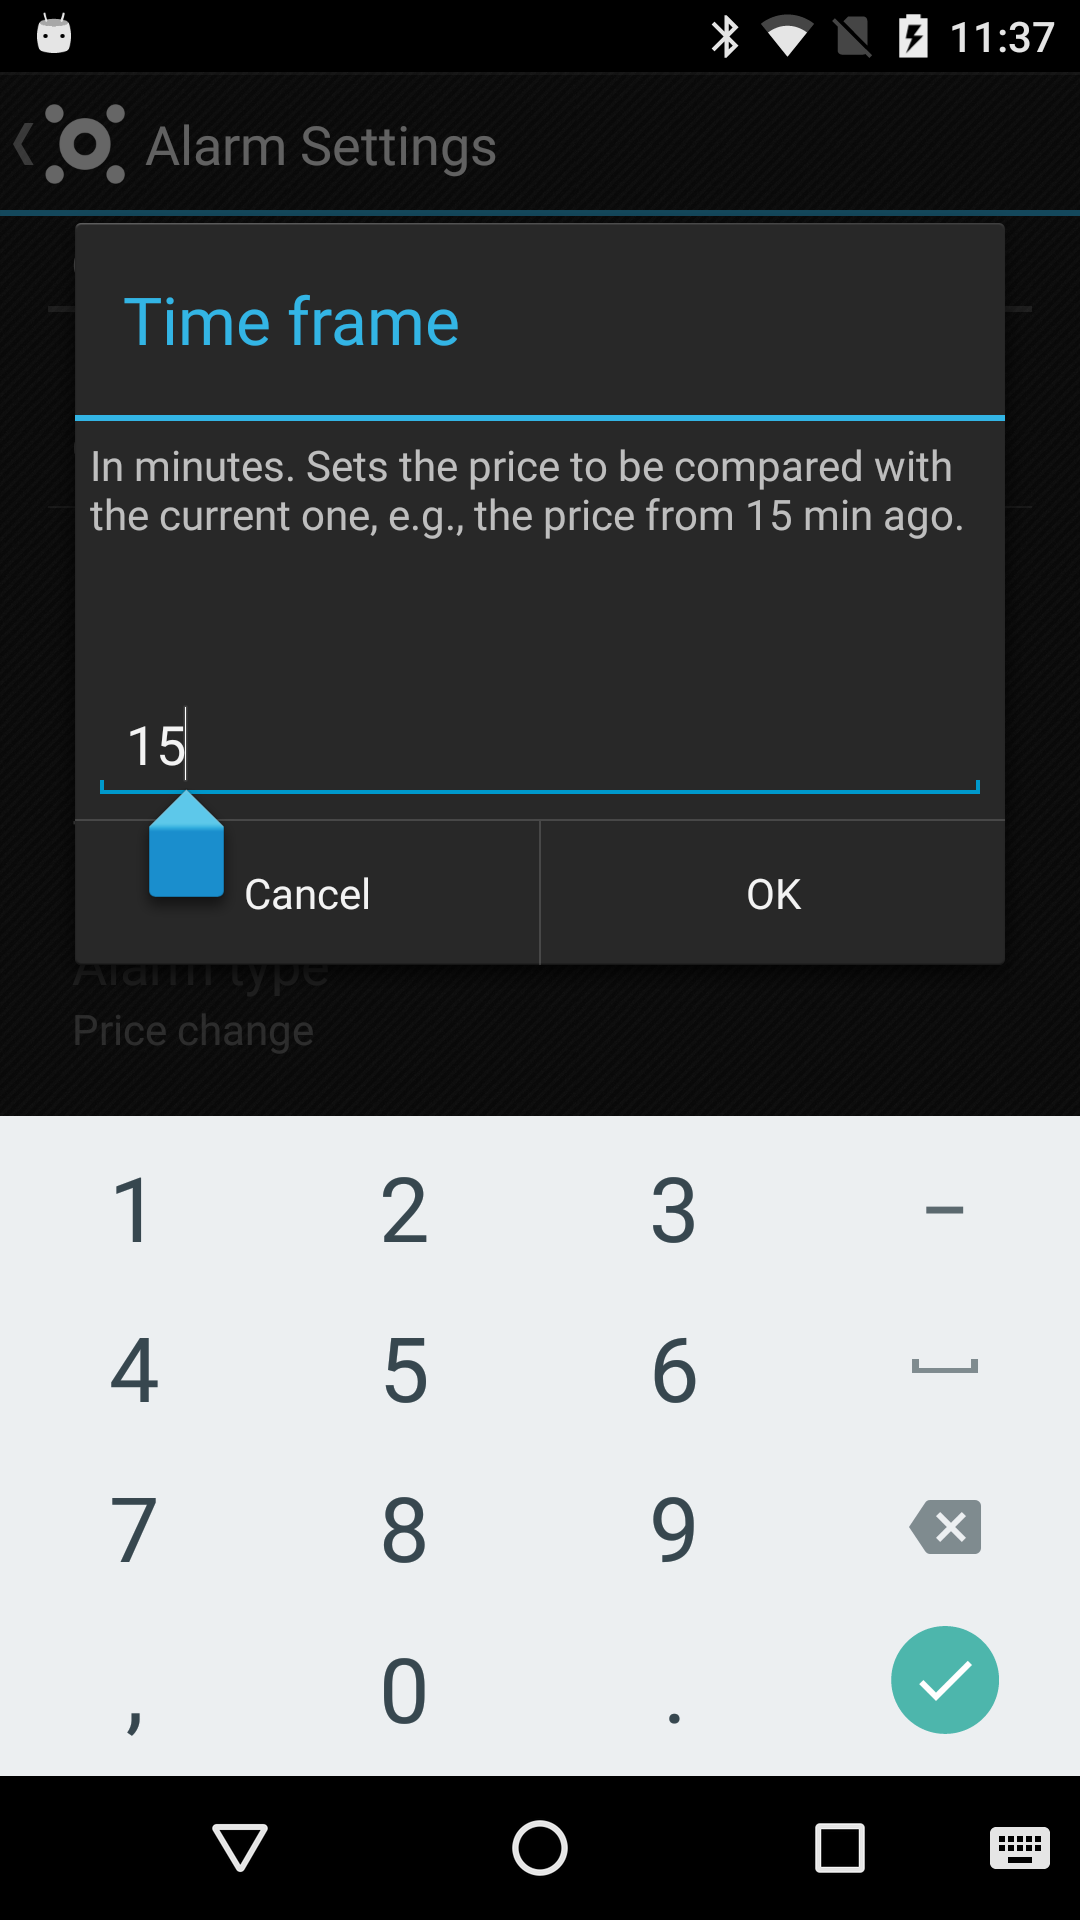 11:37
Alarm Settings
Time frame
In minutes. Sets the price to be compared with
the current one, e.g., the price from 15 min ago.
15
Cancel
OK
Alarm type
Price change
1 2 3 –
4 5 6
7 8 9
, 0 .